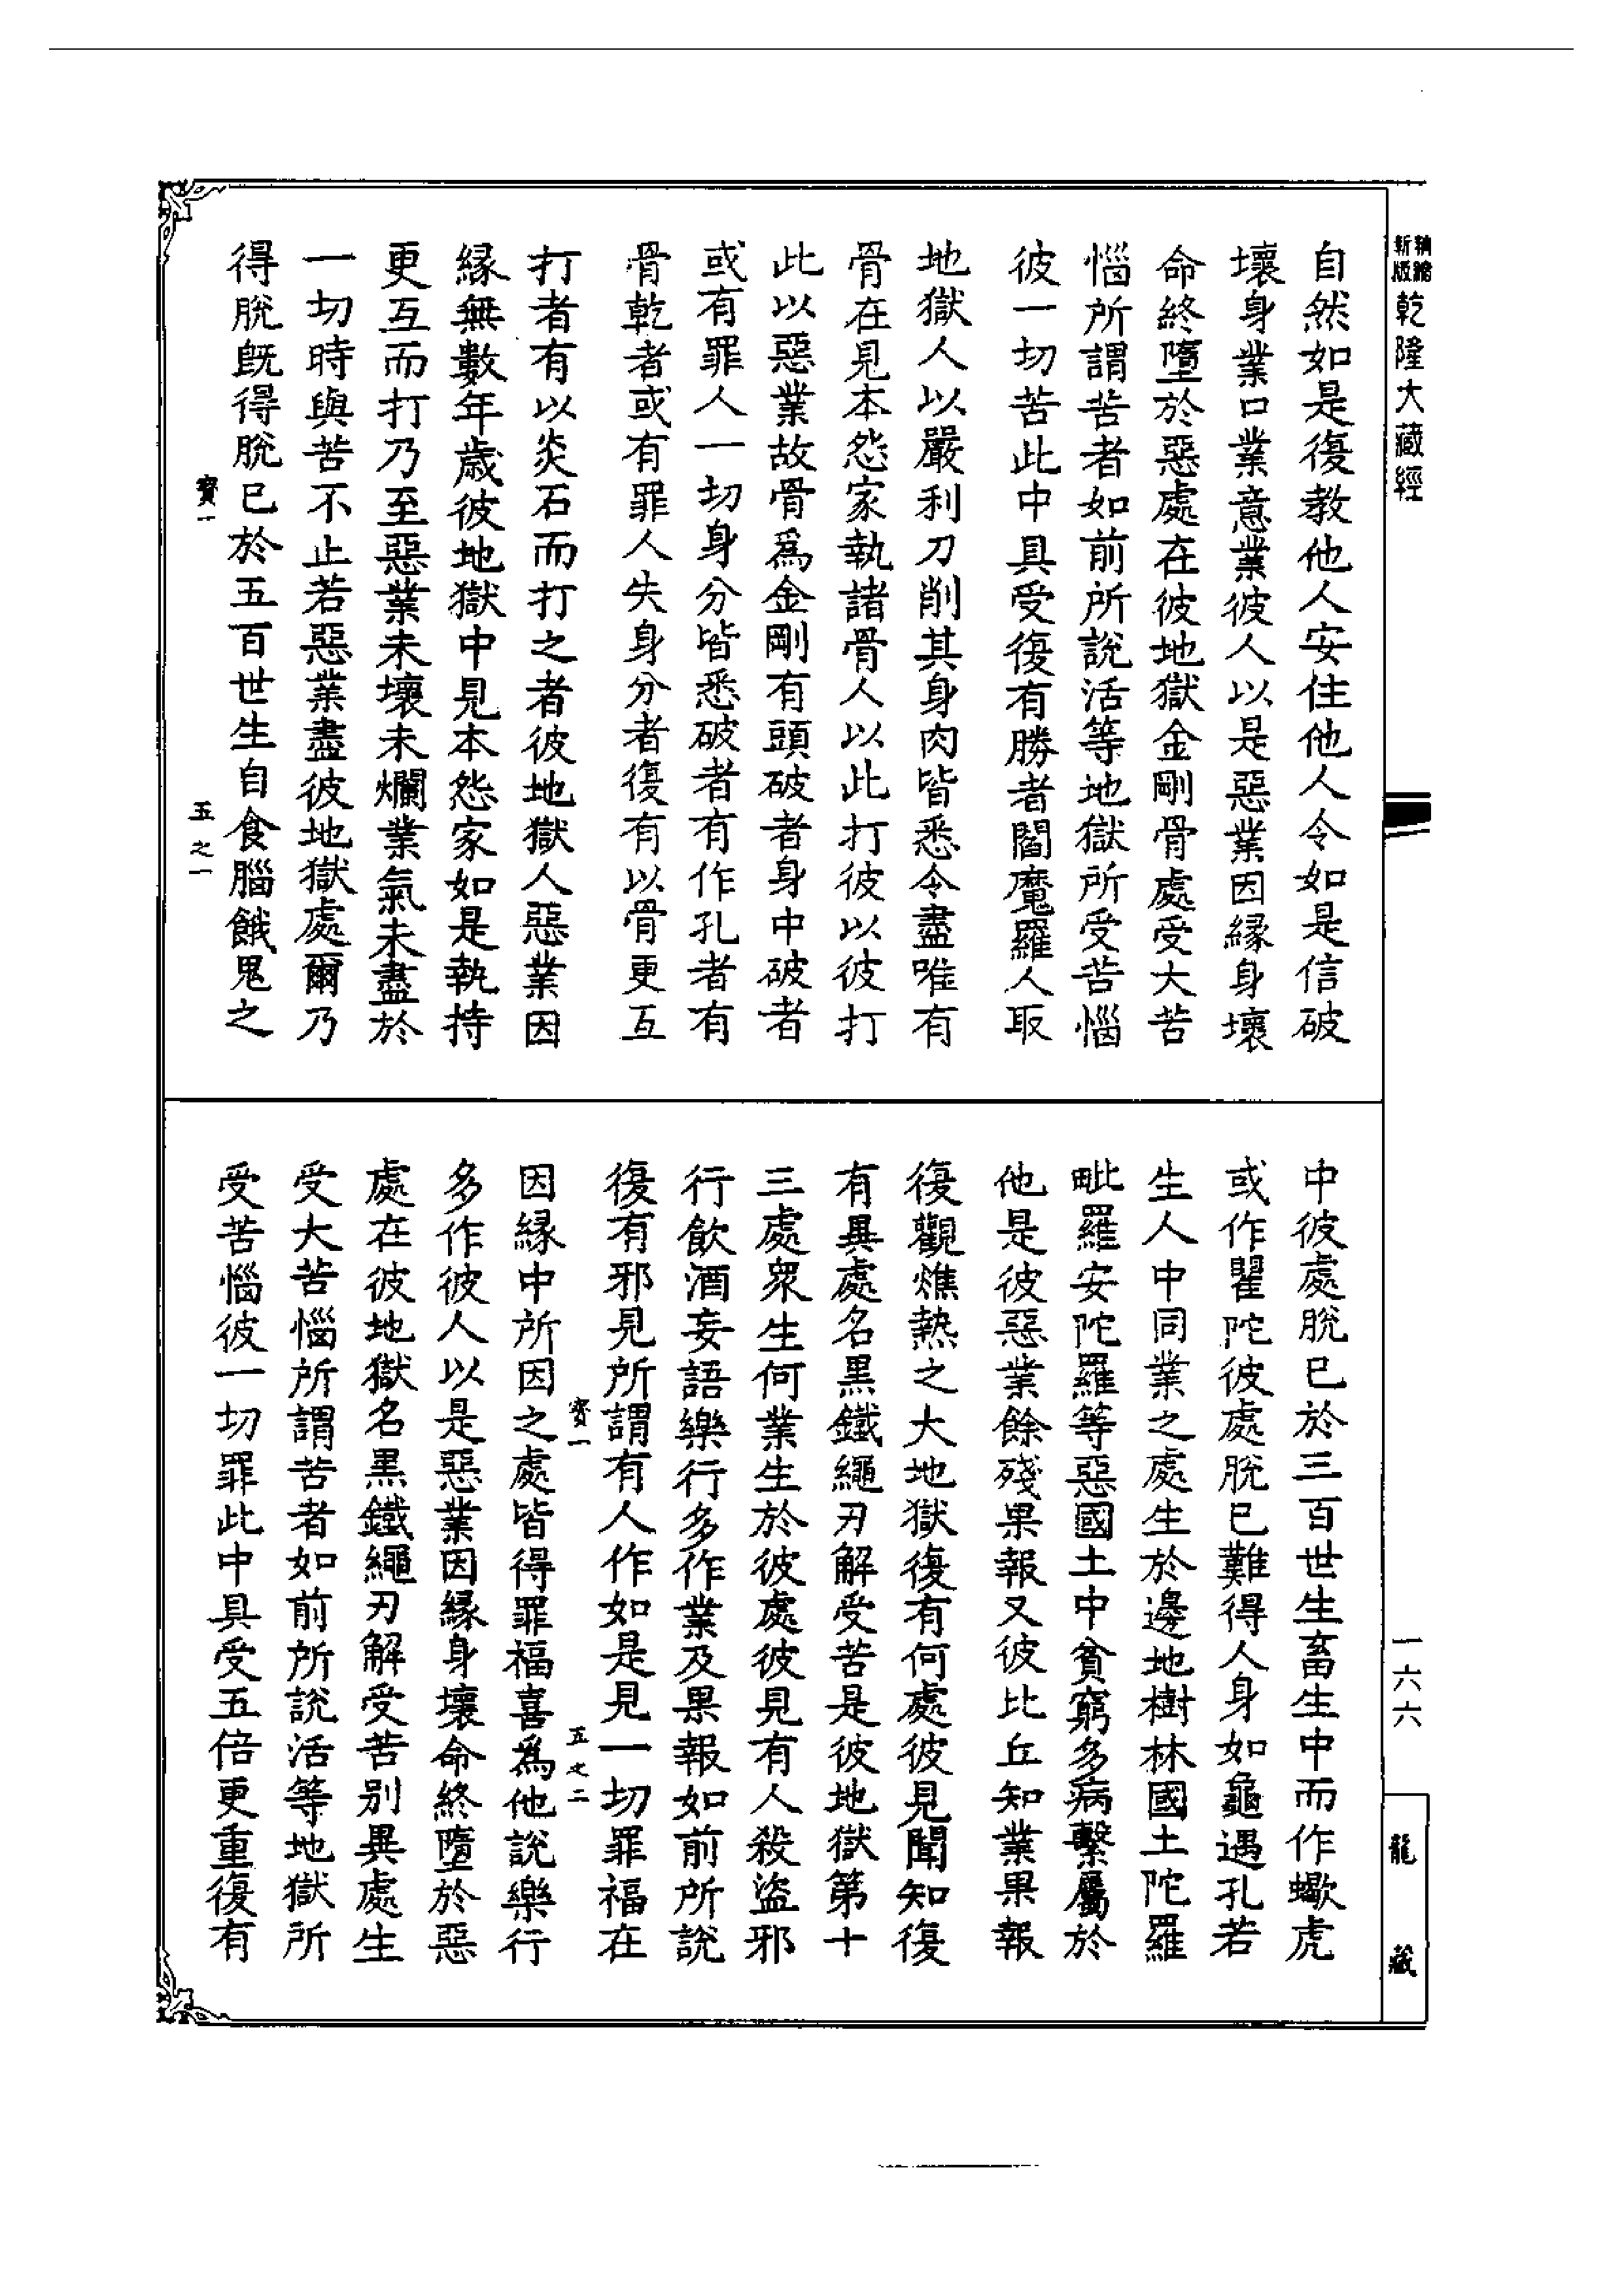 新版 乾隆大藏經
自然如是復教他人安住他人令如是信破
壞身業口業意業彼人以是惡業因緣身壞
命終墮於惡處在彼地獄金剛骨處受大苦
惱所謂苦者如前所說活等地獄所受苦惱
彼一切苦此中具受復有勝者閻魔羅人取
地獄人以嚴利刀削其身肉皆悉令盡唯有
骨在見本怨家執諸骨人以此打彼以彼打
此以惡業故骨爲金剛有頭破者身中破者
或有罪人一切身分皆悉破者有作孔者有
骨乾者或有罪人失身分者復有以骨更互
打者有以炎石而打之者彼地獄人惡業因
緣無數年歲彼地獄中見本怨家如是執持
更互而打乃至惡業未壞未爛業氣未盡於
一切時與苦不止若惡業盡彼地獄處爾乃
得脫既得脫已於五百世生自食腦餓鬼之
寶一 五之一
中彼處脫已於三百世生畜生中而作蠍虎
或作瞿陀彼處脫已難得人身如龜遇孔若
生人中同業之處生於邊地樹林國土陀羅
毗羅安陀羅等惡國土中貧窮多病繫屬於
他是彼惡業餘殘果報又彼比丘知業果報
復觀燋熱之大地獄復有何處彼見聞知復
有異處名黑鐵繩刃解受苦是彼地獄第十
三處衆生何業生於彼處彼見有人殺盜邪
行飲酒妄語樂行多作業及果報如前所說
復有邪見所謂有人作如是見一切罪福在
寶一 五之二
因緣中所因之處皆得罪福喜爲他說樂行
多作彼人以是惡業因緣身壞命終墮於惡
處在彼地獄名黑鐵繩刃解受苦別異處生
受大苦惱所謂苦者如前所說活等地獄所
受苦惱彼一切罪此中具受五倍更重復有
一六六
龍藏